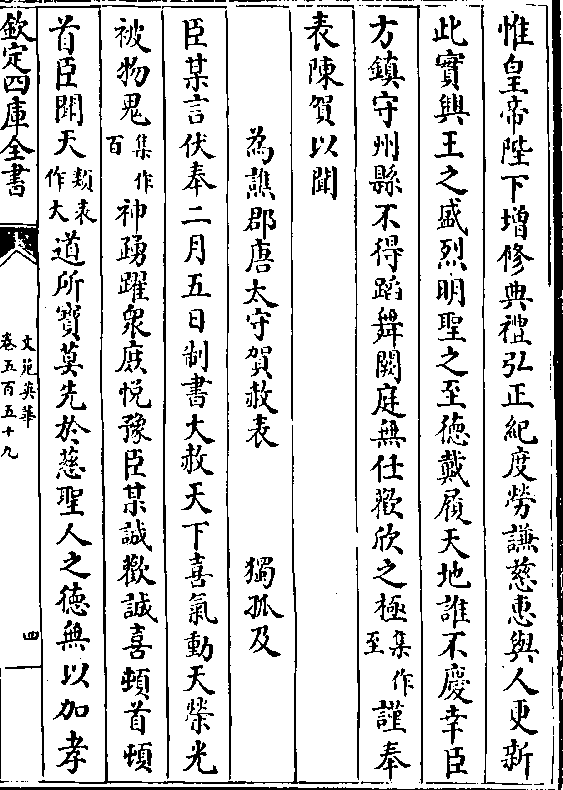 惟皇帝陛下增修典禮弘正紀度勞謙慈惠與人更新
此實興王之盛烈明聖之至德戴履天地誰不慶幸臣
方鎮守州縣不得蹈舞闕庭無任歡欣之極集作至謹奉
表陳賀以聞
為譙郡唐太守賀赦表 獨孤及
臣某言伏奉二月五日制書大赦天下喜氣動天榮光
被物鬼集作百神踴躍衆庶悅豫臣某誠歡誠喜頓首頓
首臣聞天類表作大道所寶莫先於慈聖人之德無以加孝
欽定四庫全書
文苑英華
卷五百五十九
四